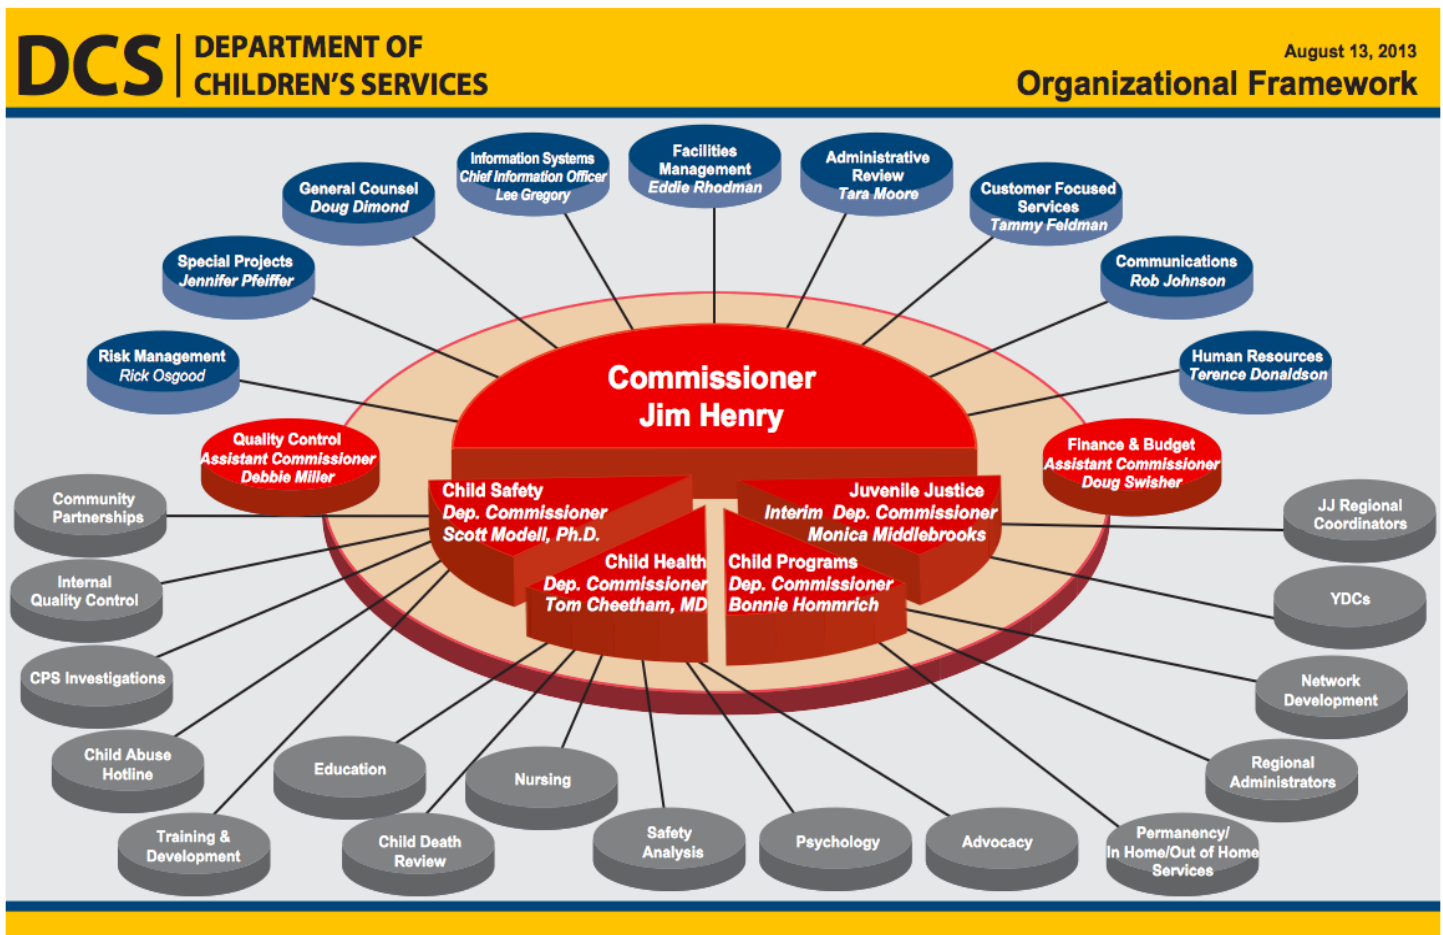 DCS
DEPARTMENT OF
CHILDREN'S SERVICES
August 13, 2013
Organizational Framework
Facilities
Management
Eddie Rhodman
Information Systems
Chief Information Officer
Lee Gregory
Administrative
Review
Tara Moore
General Counsel
Doug Dimond
Customer Focused
Services
Tammy Feldman
Special Projects
Jennifer Pfeiffer
Communications
Rob Johnson
Risk Management
Rick Osgood
Human Resources
Terence Donaldson
Commissioner
Jim Henry
Quality Control
Assistant Commissioner
Debbie Miller
Finance & Budget
Assistant Commissioner
Doug Swisher
Child Safety
Dep. Commissioner
Scott Modell, Ph.D.
Juvenile Justice
Interim Dep. Commissioner
Monica Middlebrooks
Child Health
Dep. Commissioner
Tom Cheetham, MD
Child Programs
Dep. Commissioner
Bonnie Hommrich
Community
Partnerships
JJ Regional
Coordinators
Internal
Quality Control
YDCs
CPS Investigations
Network
Development
Child Abuse
Hotline
Education
Nursing
Regional
Administrators
Training &
Development
Child Death
Review
Safety
Analysis
Psychology
Advocacy
Permanency/
In Home/Out of Home
Services